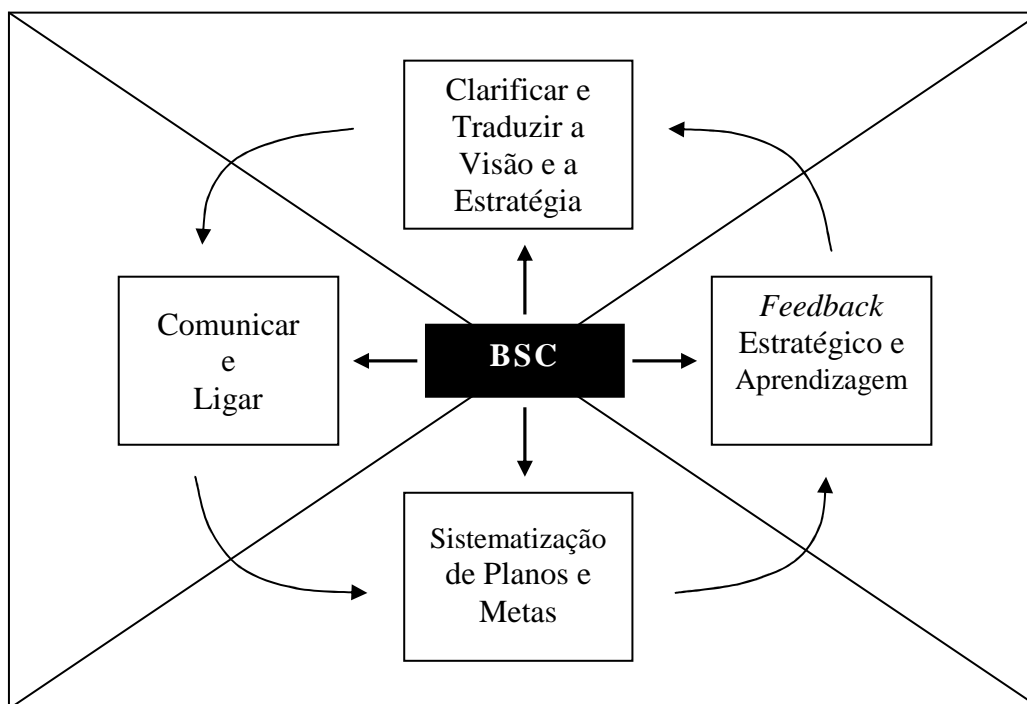 Clarificar e
Traduzir a
Visão e a
Estratégia
Comunicar
e
Ligar
BSC
Feedback
Estratégico e
Aprendizagem
Sistematização
de Planos e
Metas